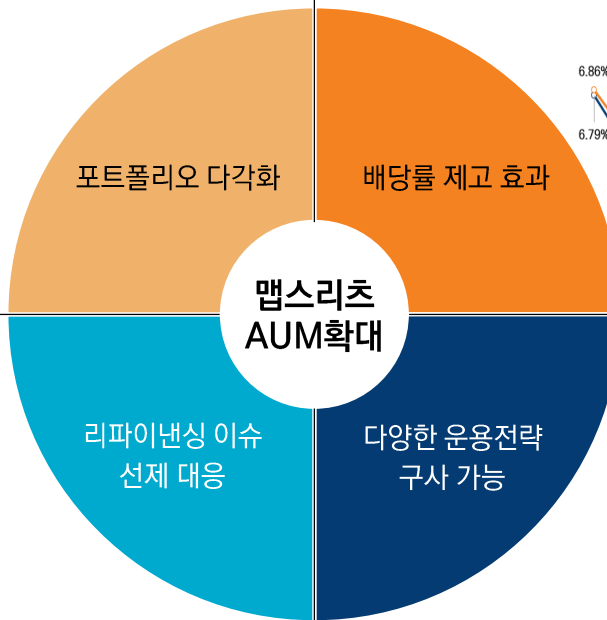 포트폴리오 다각화
배당률 제고 효과
6.86%
6.79%
맵스리츠
AUM확대
리파이낸싱 이슈
선제 대응
다양한 운용전략
구사 가능